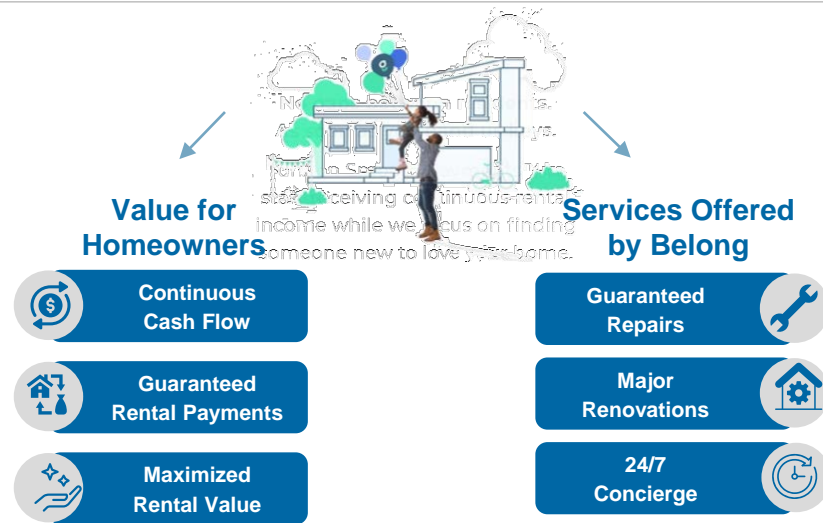 someone new to love your home.
income while we focus on finding
Value for
Homeowners
Continuous
Cash Flow
Guaranteed
Rental Payments
Maximized
Rental Value
Services Offered
by Belong
Guaranteed
Repairs
Major
Renovations
24/7
Concierge